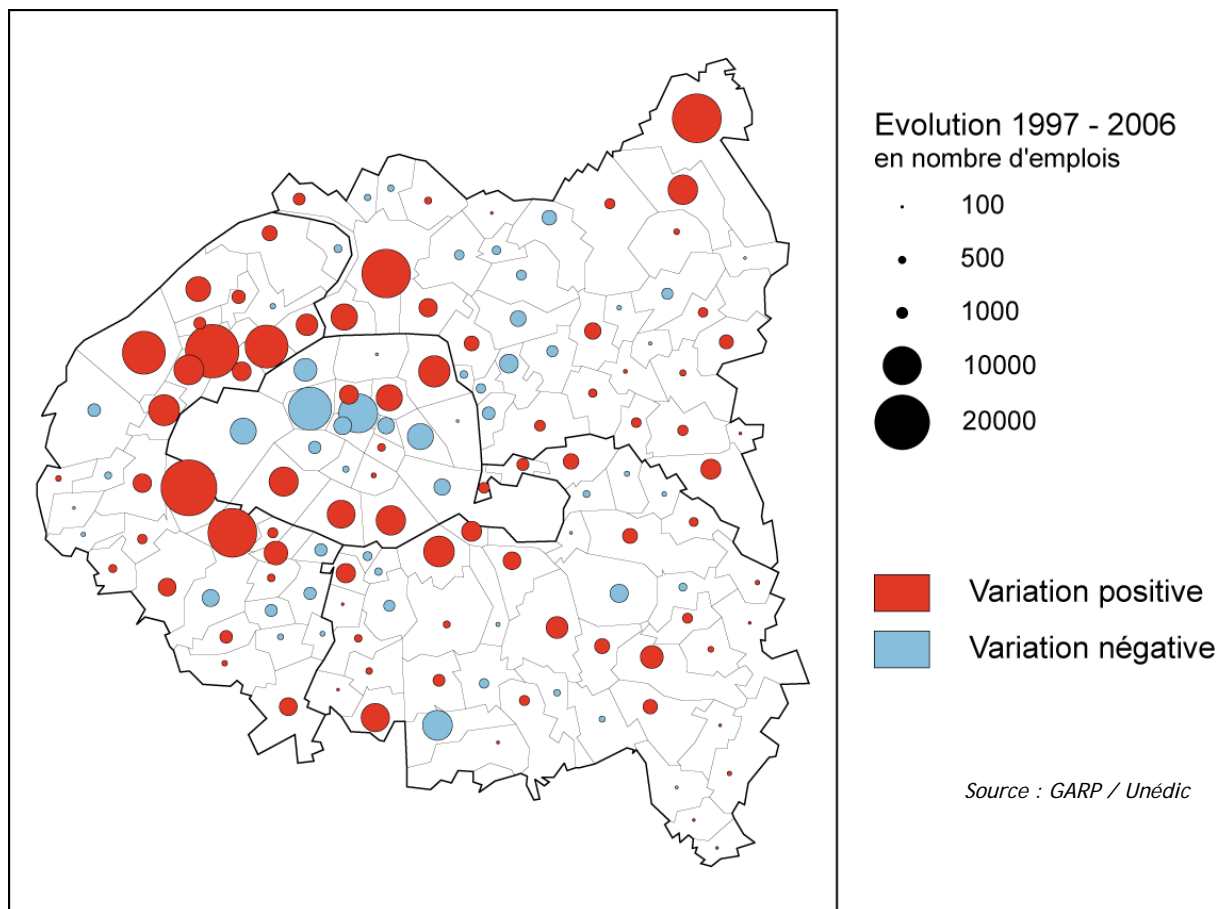 Evolution 1997 - 2006
en nombre d'emplois
100
500
1000
10000
20000
Variation positive
Variation négative
Source : GARP / Unédic